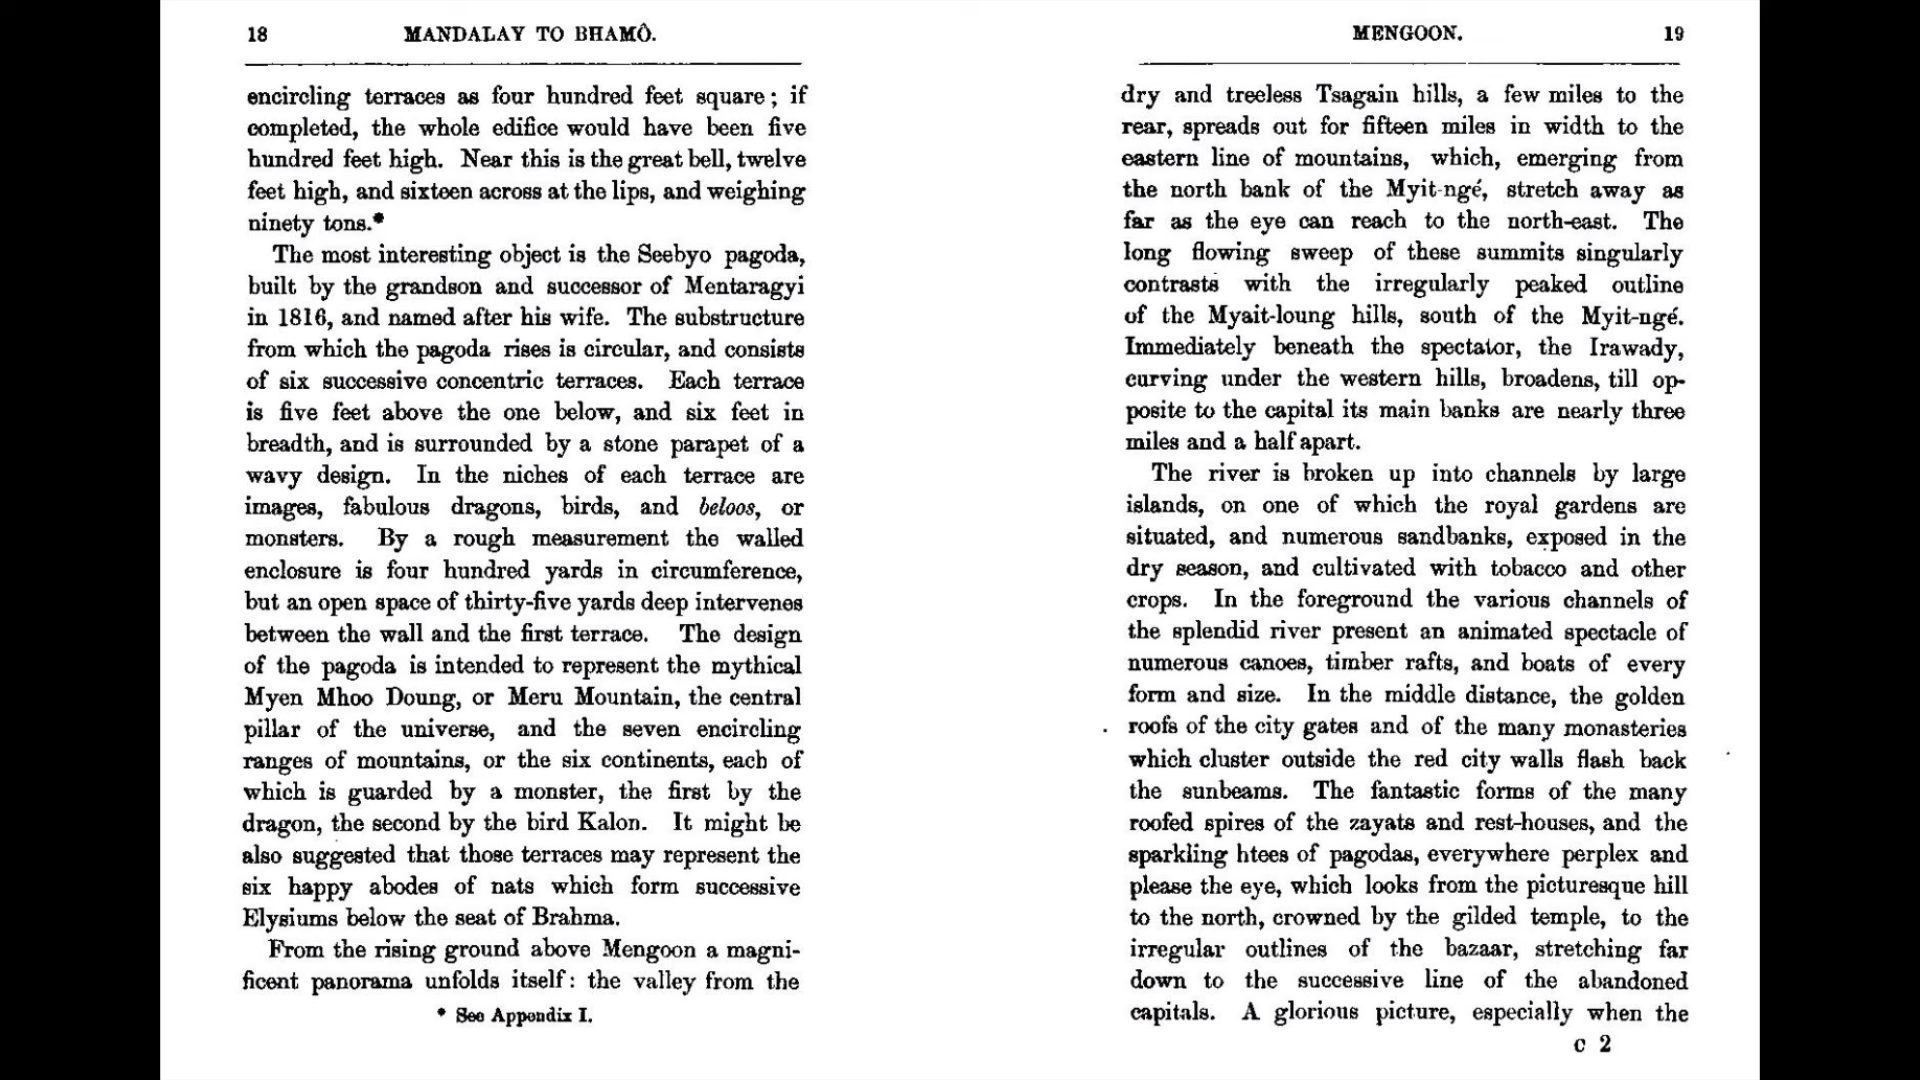 18 MANDALAY TO BHAMÔ.
encircling terraces as four hundred feet square; if
completed, the whole edifice would have been five
hundred feet high. Near this is the great bell, twelve
feet high, and sixteen across at the lips, and weighing
ninety tons.*
The most interesting object is the Seebyo pagoda,
built by the grandson and successor of Mentaragyi
in 1816, and named after his wife. The substructure
from which the pagoda rises is circular, and consists
of six successive concentric terraces. Each terrace
is five feet above the one below, and six feet in
breadth, and is surrounded by a stone parapet of a
wavy design. In the niches of each terrace are
images, fabulous dragons, birds, and beloos, or
monsters. By a rough measurement the walled
enclosure is four hundred yards in circumference,
but an open space of thirty-five yards deep intervenes
between the wall and the first terrace. The design
of the pagoda is intended to represent the mythical
Myen Mhoo Doung, or Meru Mountain, the central
pillar of the universe, and the seven encircling
ranges of mountains, or the six continents, each of
which is guarded by a monster, the first by the
dragon, the second by the bird Kalon. It might be
also suggested that those terraces may represent the
six happy abodes of nats which form successive
Elysiums below the seat of Brahma.
From the rising ground above Mengoon a magni-
ficent panorama unfolds itself: the valley from the
* See Appendix I.
MENGOON. 19
dry and treeless Tsagain hills, a few miles to the
rear, spreads out for fifteen miles in width to the
eastern line of mountains, which, emerging from
the north bank of the Myit-ngé, stretch away as
far as the eye can reach to the north-east. The
long flowing sweep of these summits singularly
contrasts with the irregularly peaked outline
of the Myait-loung hills, south of the Myit-ngé.
Immediately beneath the spectator, the Irawady,
curving under the western hills, broadens, till op-
posite to the capital its main banks are nearly three
miles and a half apart.
The river is broken up into channels by large
islands, on one of which the royal gardens are
situated, and numerous sandbanks, exposed in the
dry season, and cultivated with tobacco and other
crops. In the foreground the various channels of
the splendid river present an animated spectacle of
numerous canoes, timber rafts, and boats of every
form and size. In the middle distance, the golden
roofs of the city gates and of the many monasteries
which cluster outside the red city walls flash back
the sunbeams. The fantastic forms of the many
roofed spires of the zayats and rest-houses, and the
sparkling htees of pagodas, everywhere perplex and
please the eye, which looks from the picturesque hill
to the north, crowned by the gilded temple, to the
irregular outlines of the bazaar, stretching far
down to the successive line of the abandoned
capitals. A glorious picture, especially when the
C 2